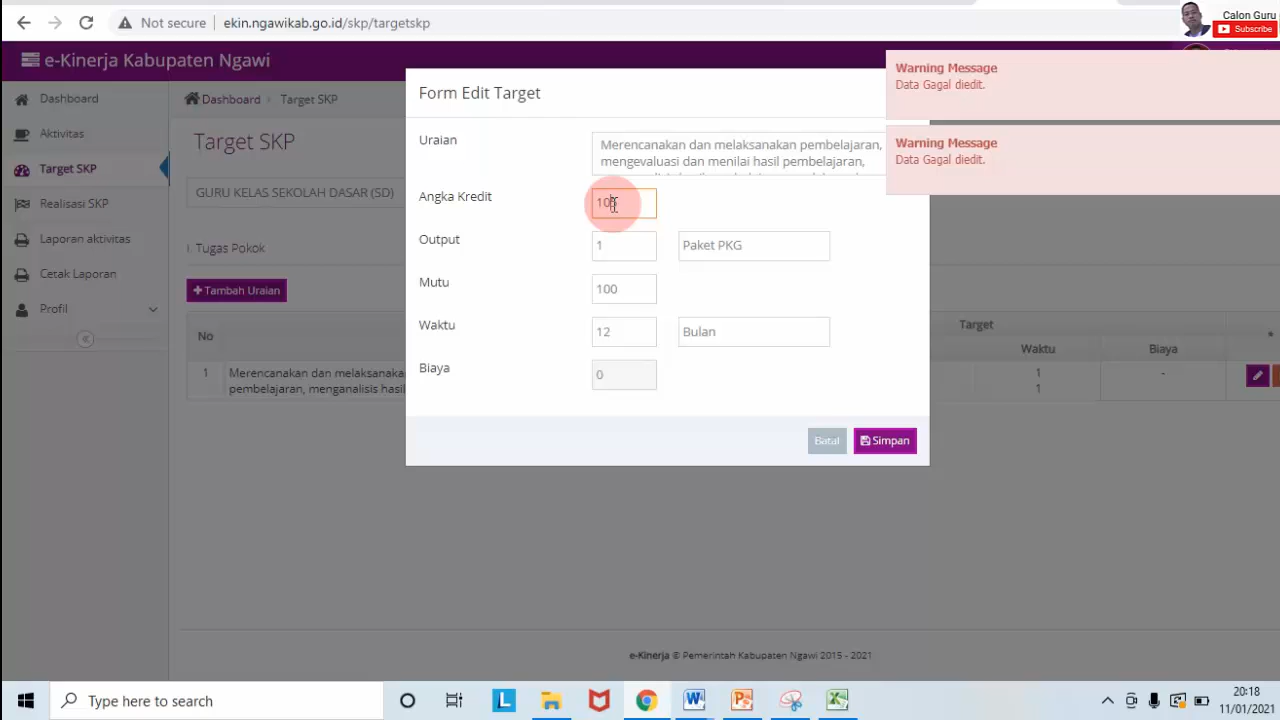 Not secure
ekin.ngawikab.go.id/skp/targetskp
Calon Guru
Subscribe
e-Kinerja Kabupaten Ngawi
Dashboard
Aktivitas
Target SKP
Realisasi SKP
Laporan aktivitas
Cetak Laporan
Profil
Dashboard > Target SKP
Target SKP
GURU KELAS SEKOLAH DASAR (SD)
I. Tugas Pokok
+ Tambah Uraian
No
Target
Waktu
Biaya
1
Merencanakan dan melaksanaka
pembelajaran, menganalisis hasil
1
1
-
Form Edit Target
Uraian
Merencanakan dan melaksanakan pembelajaran,
mengevaluasi dan menilai hasil pembelajaran,
Angka Kredit
Output
1
Paket PKG
Mutu
100
Waktu
12
Bulan
Biaya
0
Batal
Simpan
Warning Message
Data Gagal diedit.
Warning Message
Data Gagal diedit.
e-Kinerja © Pemerintah Kabupaten Ngawi 2015 - 2021
Type here to search
20:18
11/01/2021